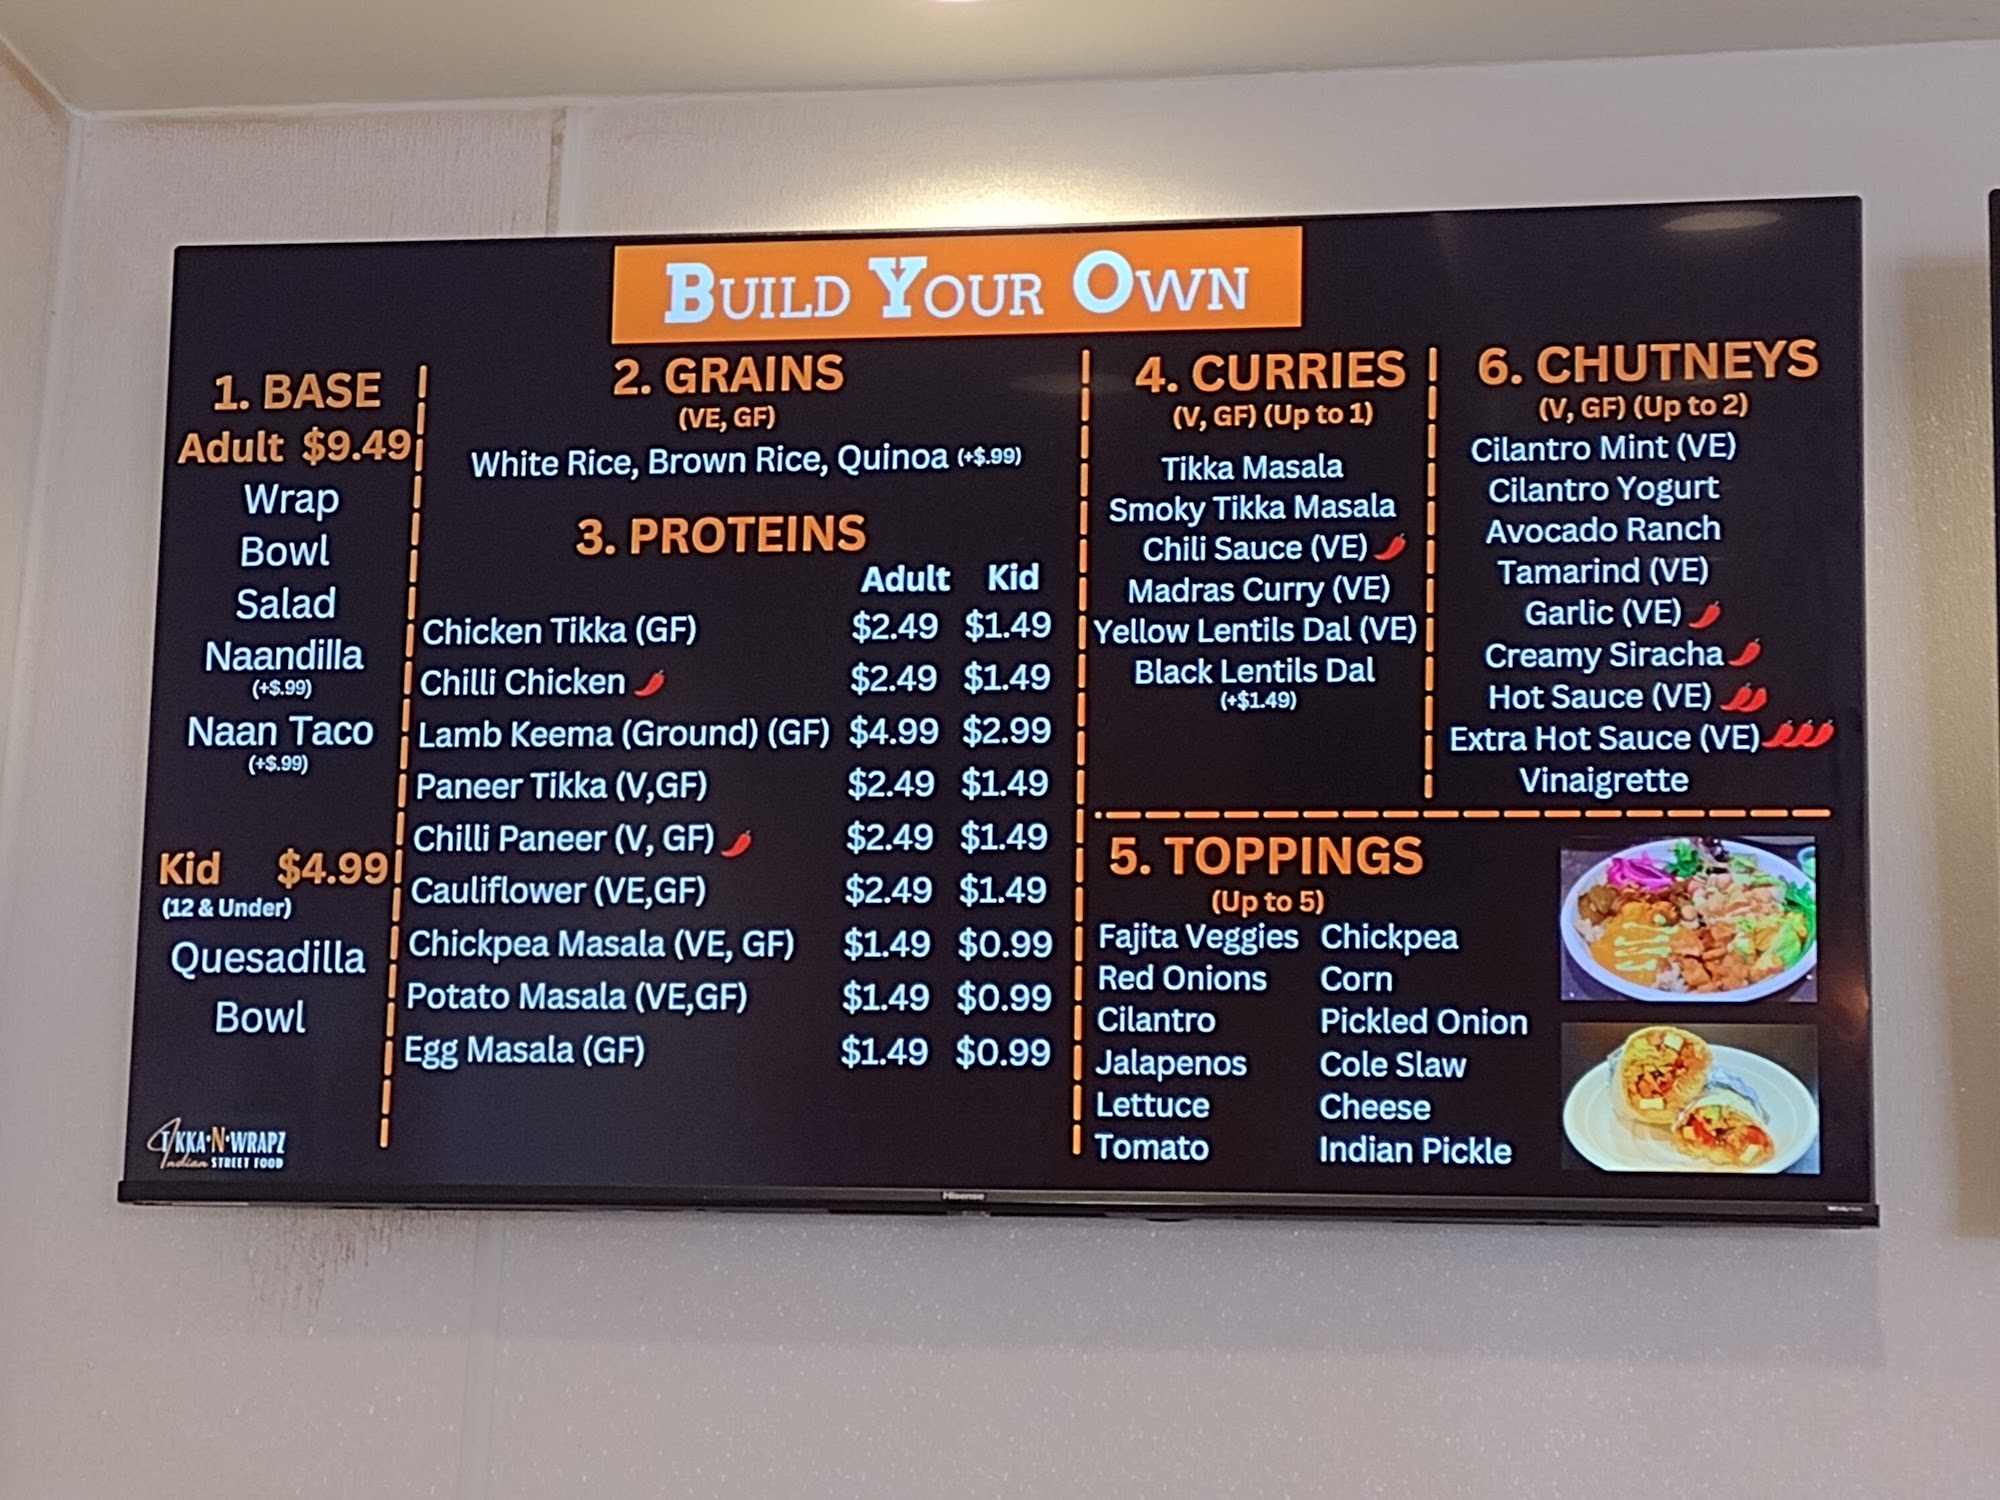 BUILD YOUR OWN
1. BASE
Adult $9.49
Wrap
Bowl
Salad
Naandilla
(+$.99)
Naan Taco
(+$.99)
Kid $4.99
(12 & Under)
Quesadilla
Bowl
TIKKA·N·WRAPZ
Indian STREET FOOD
2. GRAINS
(VE, GF)
White Rice, Brown Rice, Quinoa (+$.99)
3. PROTEINS
Adult Kid
Chicken Tikka (GF) $2.49 $1.49
Chilli Chicken $2.49 $1.49
Lamb Keema (Ground) (GF) $4.99 $2.99
Paneer Tikka (V,GF) $2.49 $1.49
Chilli Paneer (V, GF) $2.49 $1.49
Cauliflower (VE,GF) $2.49 $1.49
Chickpea Masala (VE, GF) $1.49 $0.99
Potato Masala (VE,GF) $1.49 $0.99
Egg Masala (GF) $1.49 $0.99
4. CURRIES
(V, GF) (Up to 1)
Tikka Masala
Smoky Tikka Masala
Chili Sauce (VE)
Madras Curry (VE)
Yellow Lentils Dal (VE)
Black Lentils Dal
(+$1.49)
5. TOPPINGS
(Up to 5)
Fajita Veggies Chickpea
Red Onions Corn
Cilantro Pickled Onion
Jalapenos Cole Slaw
Lettuce Cheese
Tomato Indian Pickle
6. CHUTNEYS
(V, GF) (Up to 2)
Cilantro Mint (VE)
Cilantro Yogurt
Avocado Ranch
Tamarind (VE)
Garlic (VE)
Creamy Siracha
Hot Sauce (VE)
Extra Hot Sauce (VE)
Vinaigrette
Hisense